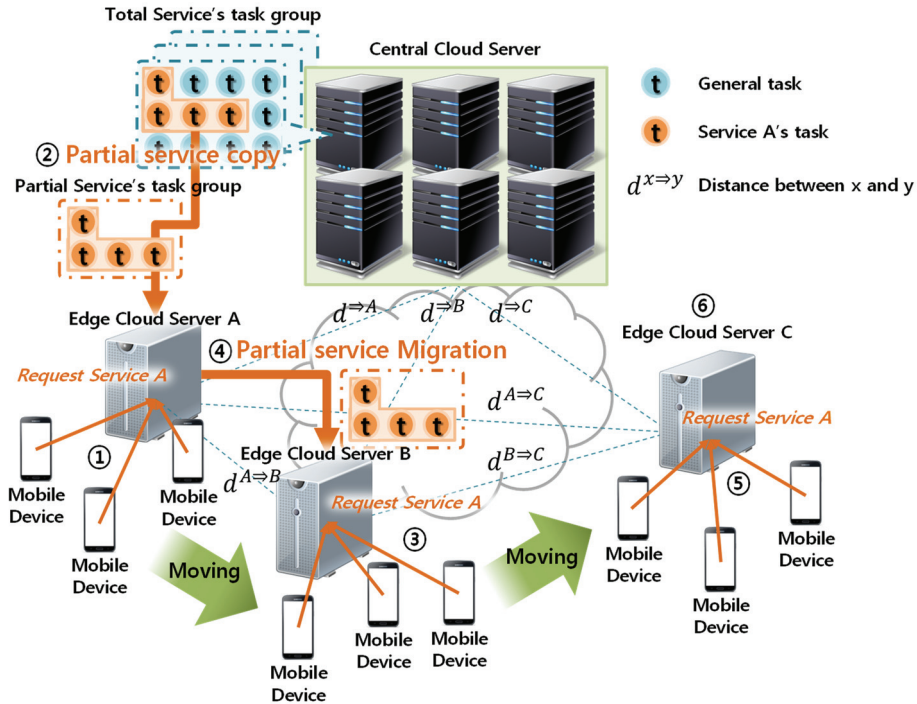 Total Service's task group
Central Cloud Server
t t t t
t t t t
t t t t
t General task
t Service A's task
d^{x⇒y} Distance between x and y
② Partial service copy
Partial Service's task group
t
t t t
Edge Cloud Server A
d^{⇒A}
d^{⇒B}
d^{⇒C}
⑥
Edge Cloud Server C
④ Partial service Migration
Request Service A
t
t t t
d^{A⇒C}
Request Service A
①
Edge Cloud Server B
d^{B⇒C}
d^{A⇒B}
Request Service A
⑤
Mobile
Device
Mobile
Device
Mobile
Device
③
Moving
Moving
Mobile
Device
Mobile
Device
Mobile
Device
Mobile
Device
Mobile
Device
Mobile
Device